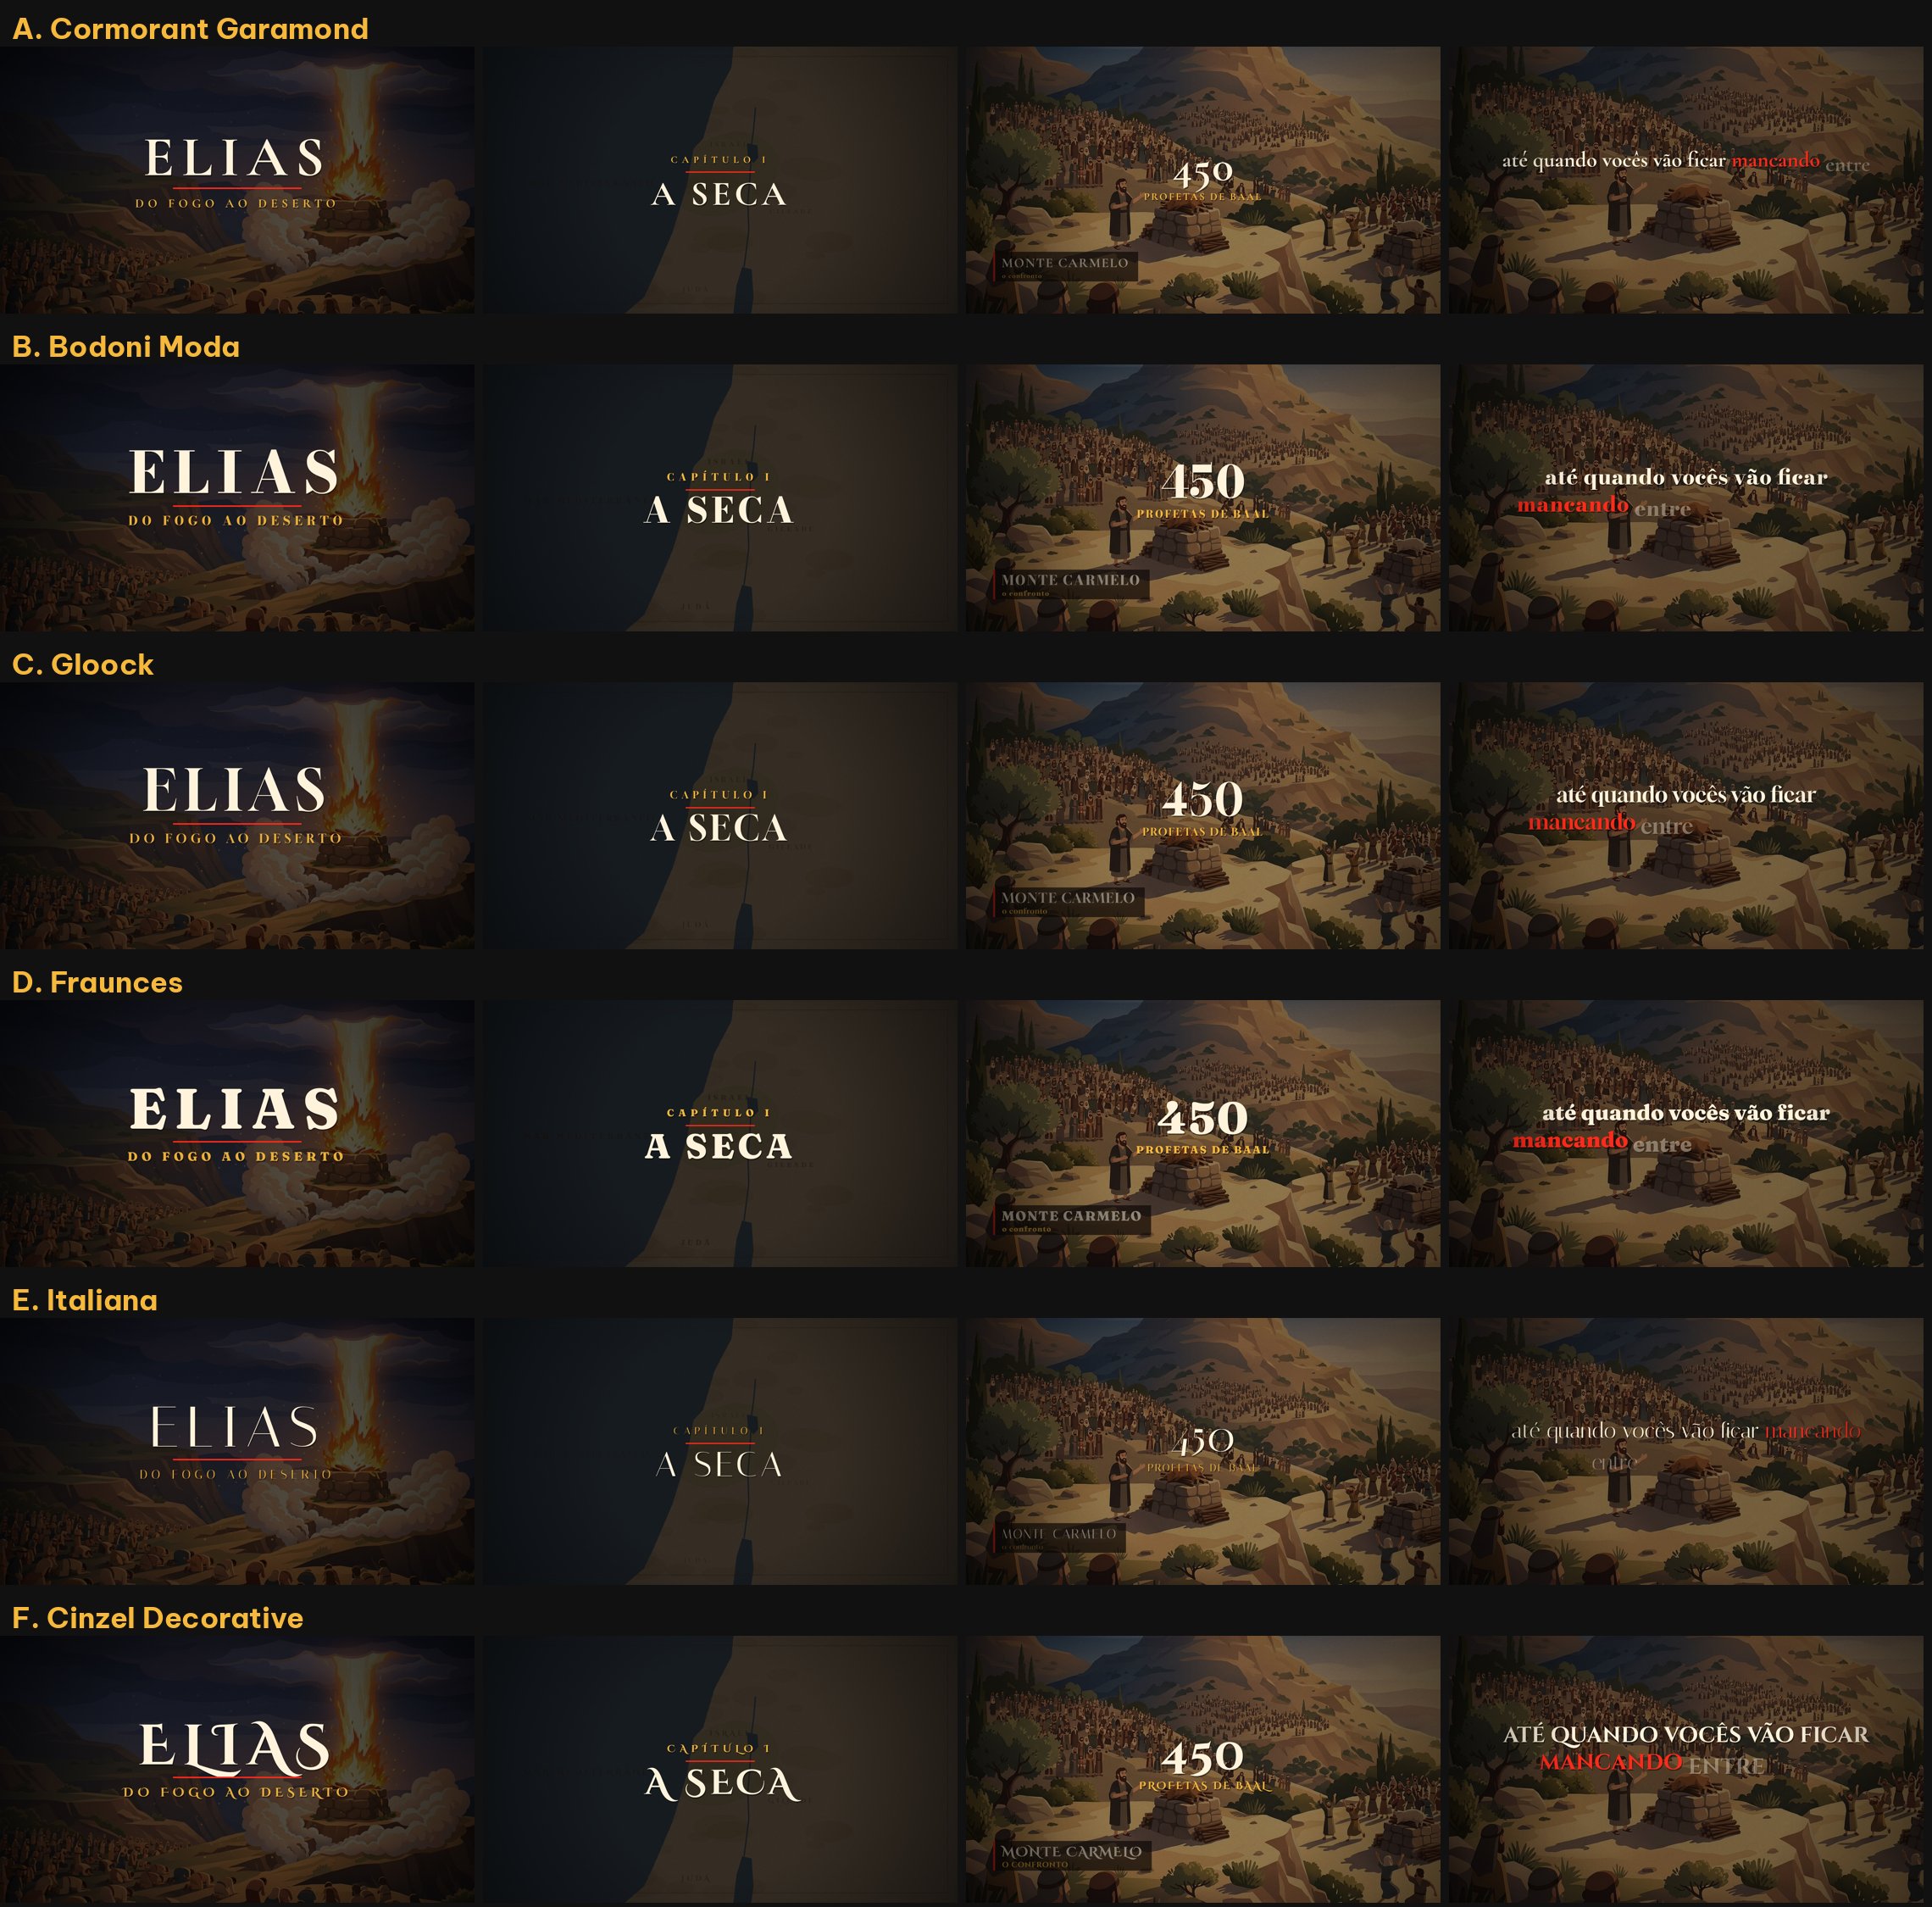 A. Cormorant Garamond
ELIAS
DO FOGO AO DESERTO
CAPÍTULO I
A SECA
450
PROFETAS DE BAAL
MONTE CARMELO
o confronto
até quando vocês vão ficar mancando entre
B. Bodoni Moda
ELIAS
DO FOGO AO DESERTO
CAPÍTULO I
A SECA
JUDÁ
450
PROFETAS DE BAAL
MONTE CARMELO
o confronto
até quando vocês vão ficar
mancando entre
C. Gloock
ELIAS
DO FOGO AO DESERTO
CAPÍTULO I
A SECA
450
PROFETAS DE BAAL
MONTE CARMELO
o confronto
até quando vocês vão ficar
mancando entre
D. Fraunces
ELIAS
DO FOGO AO DESERTO
ISRAEL
CAPÍTULO I
A SECA
JUDÁ
450
PROFETAS DE BAAL
MONTE CARMELO
o confronto
até quando vocês vão ficar
mancando entre
E. Italiana
ELIAS
DO FOGO AO DESERTO
CAPÍTULO I
A SECA
450
PROFETAS DE BAAL
MONTE CARMELO
o confronto
até quando vocês vão ficar mancando
entre
F. Cinzel Decorative
ELIAS
DO FOGO AO DESERTO
CAPÍTULO I
A SECA
450
PROFETAS DE BAAL
MONTE CARMELO
O CONFRONTO
ATÉ QUANDO VOCÊS VÃO FICAR
MANCANDO ENTRE